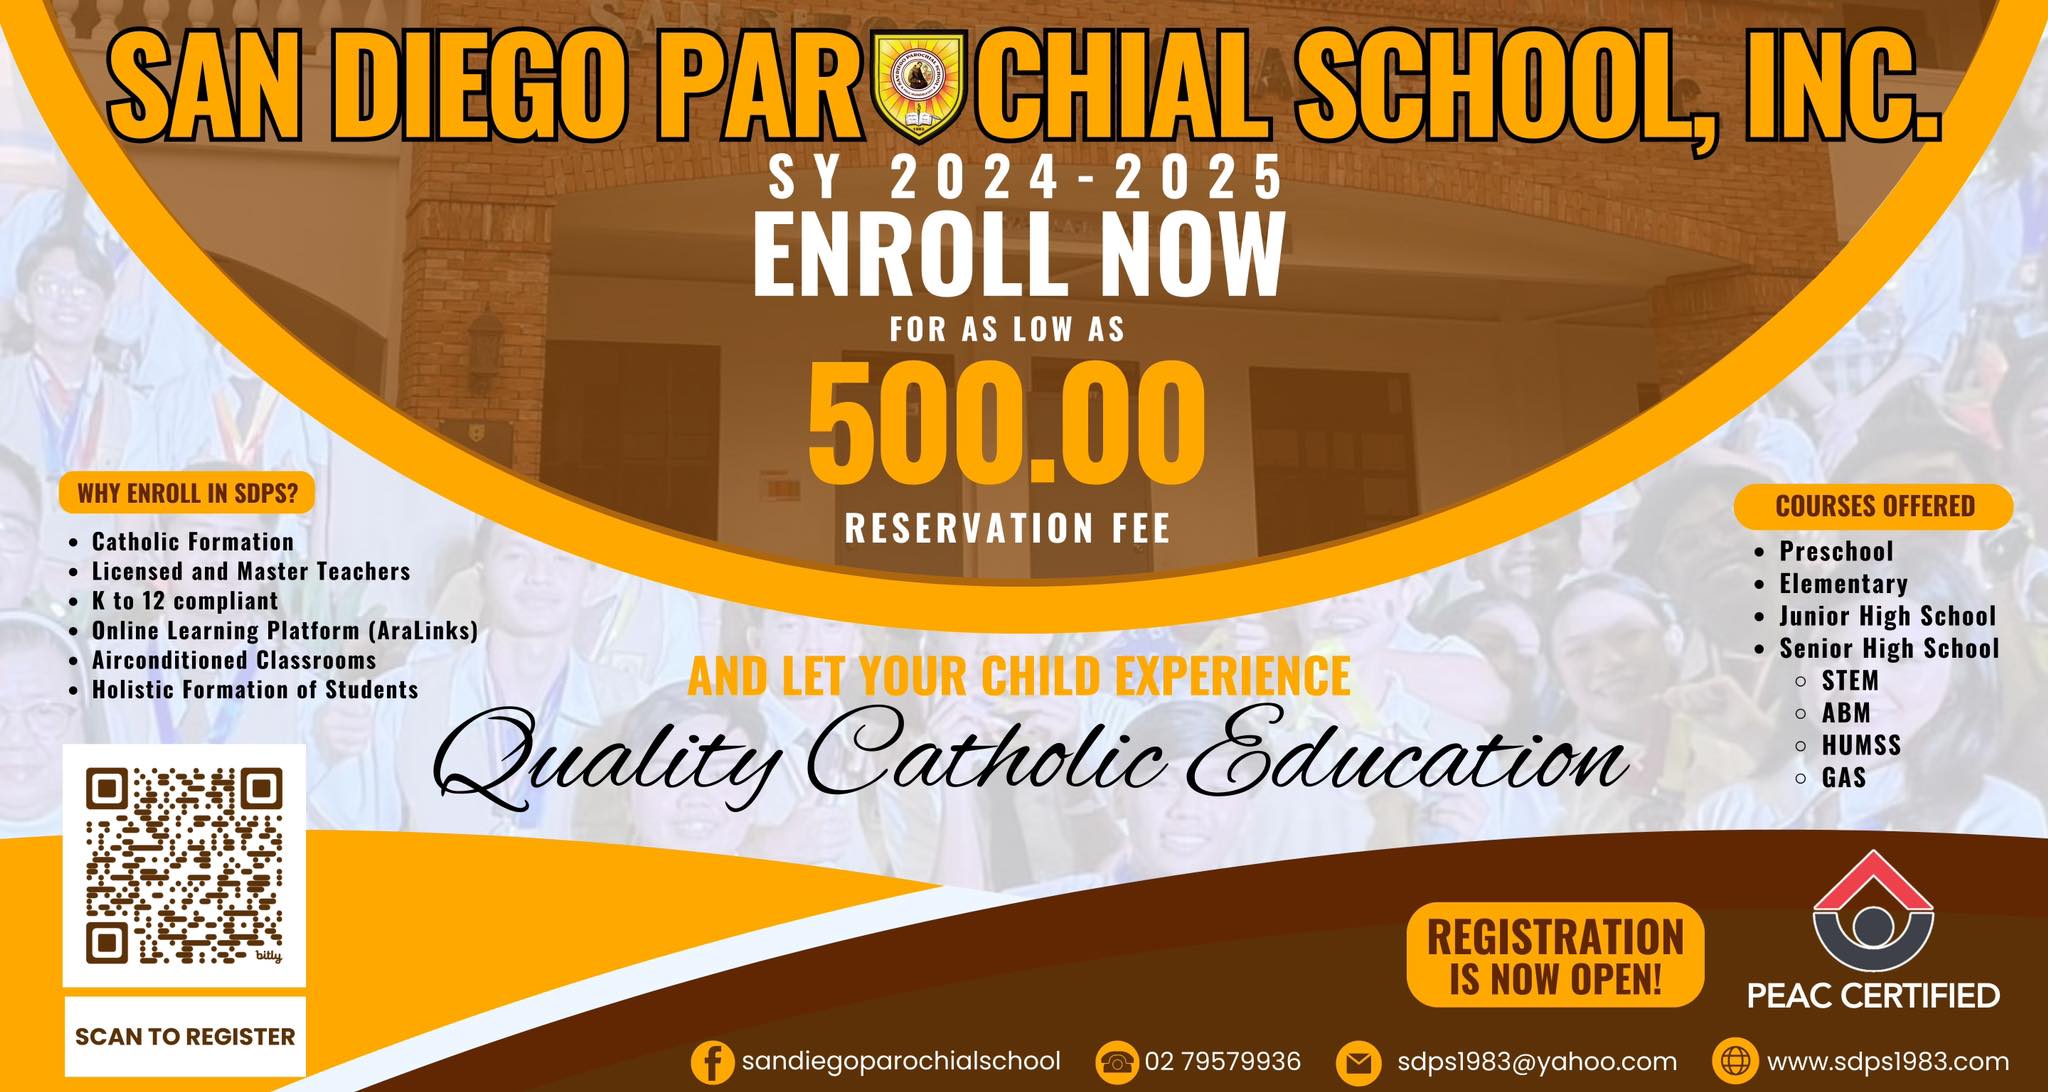 SAN DIEGO PAROCHIAL SCHOOL, INC.
1983
SY 2024-2025
ENROLL NOW
FOR AS LOW AS
500.00
RESERVATION FEE
WHY ENROLL IN SDPS?
• Catholic Formation
• Licensed and Master Teachers
• K to 12 compliant
• Online Learning Platform (AraLinks)
• Airconditioned Classrooms
• Holistic Formation of Students
COURSES OFFERED
• Preschool
• Elementary
• Junior High School
• Senior High School
○ STEM
○ ABM
○ HUMSS
○ GAS
AND LET YOUR CHILD EXPERIENCE
Quality Catholic Education
bitly
SCAN TO REGISTER
REGISTRATION
IS NOW OPEN!
PEAC CERTIFIED
sandiegoparochialschool
02 79579936
sdps1983@yahoo.com
www.sdps1983.com